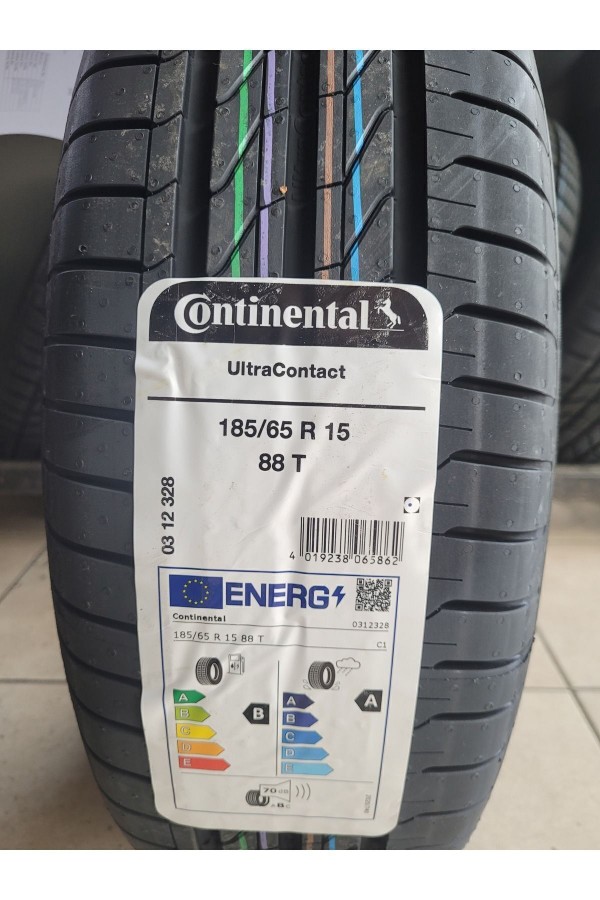 Continental
UltraContact
185/65 R 15
88 T
03 12 328
4 019238 065862
ENERG
Continental
0312328
185/65 R 15 88 T
C1
A
B
C
D
E
B
A
B
C
D
E
A
70 dB
A B C